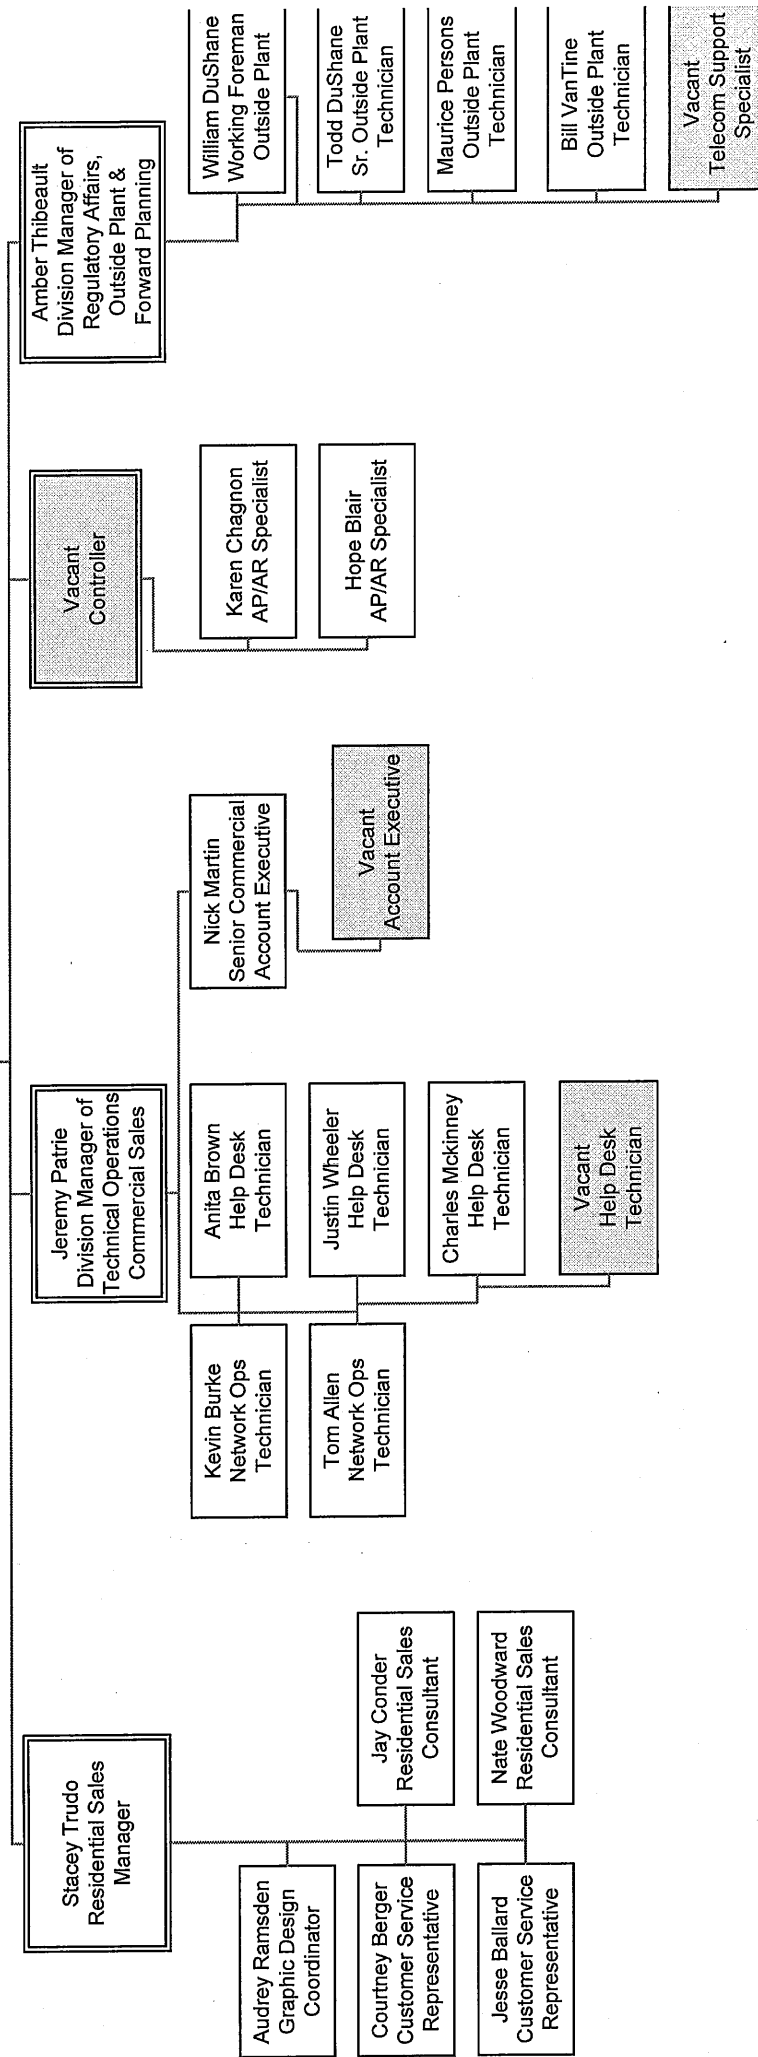 Stacey Trudo
Residential Sales
Manager
Audrey Ramsden
Graphic Design
Coordinator
Courtney Berger
Customer Service
Representative
Jay Conder
Residential Sales
Consultant
Jesse Ballard
Customer Service
Representative
Nate Woodward
Residential Sales
Consultant
Jeremy Patrie
Division Manager of
Technical Operations
Commercial Sales
Kevin Burke
Network Ops
Technician
Anita Brown
Help Desk
Technician
Tom Allen
Network Ops
Technician
Justin Wheeler
Help Desk
Technician
Charles Mckinney
Help Desk
Technician
Vacant
Help Desk
Technician
Nick Martin
Senior Commercial
Account Executive
Vacant
Account Executive
Vacant
Controller
Karen Chagnon
AP/AR Specialist
Hope Blair
AP/AR Specialist
Amber Thibeault
Division Manager of
Regulatory Affairs,
Outside Plant &
Forward Planning
William DuShane
Working Foreman
Outside Plant
Todd DuShane
Sr. Outside Plant
Technician
Maurice Persons
Outside Plant
Technician
Bill VanTine
Outside Plant
Technician
Vacant
Telecom Support
Specialist